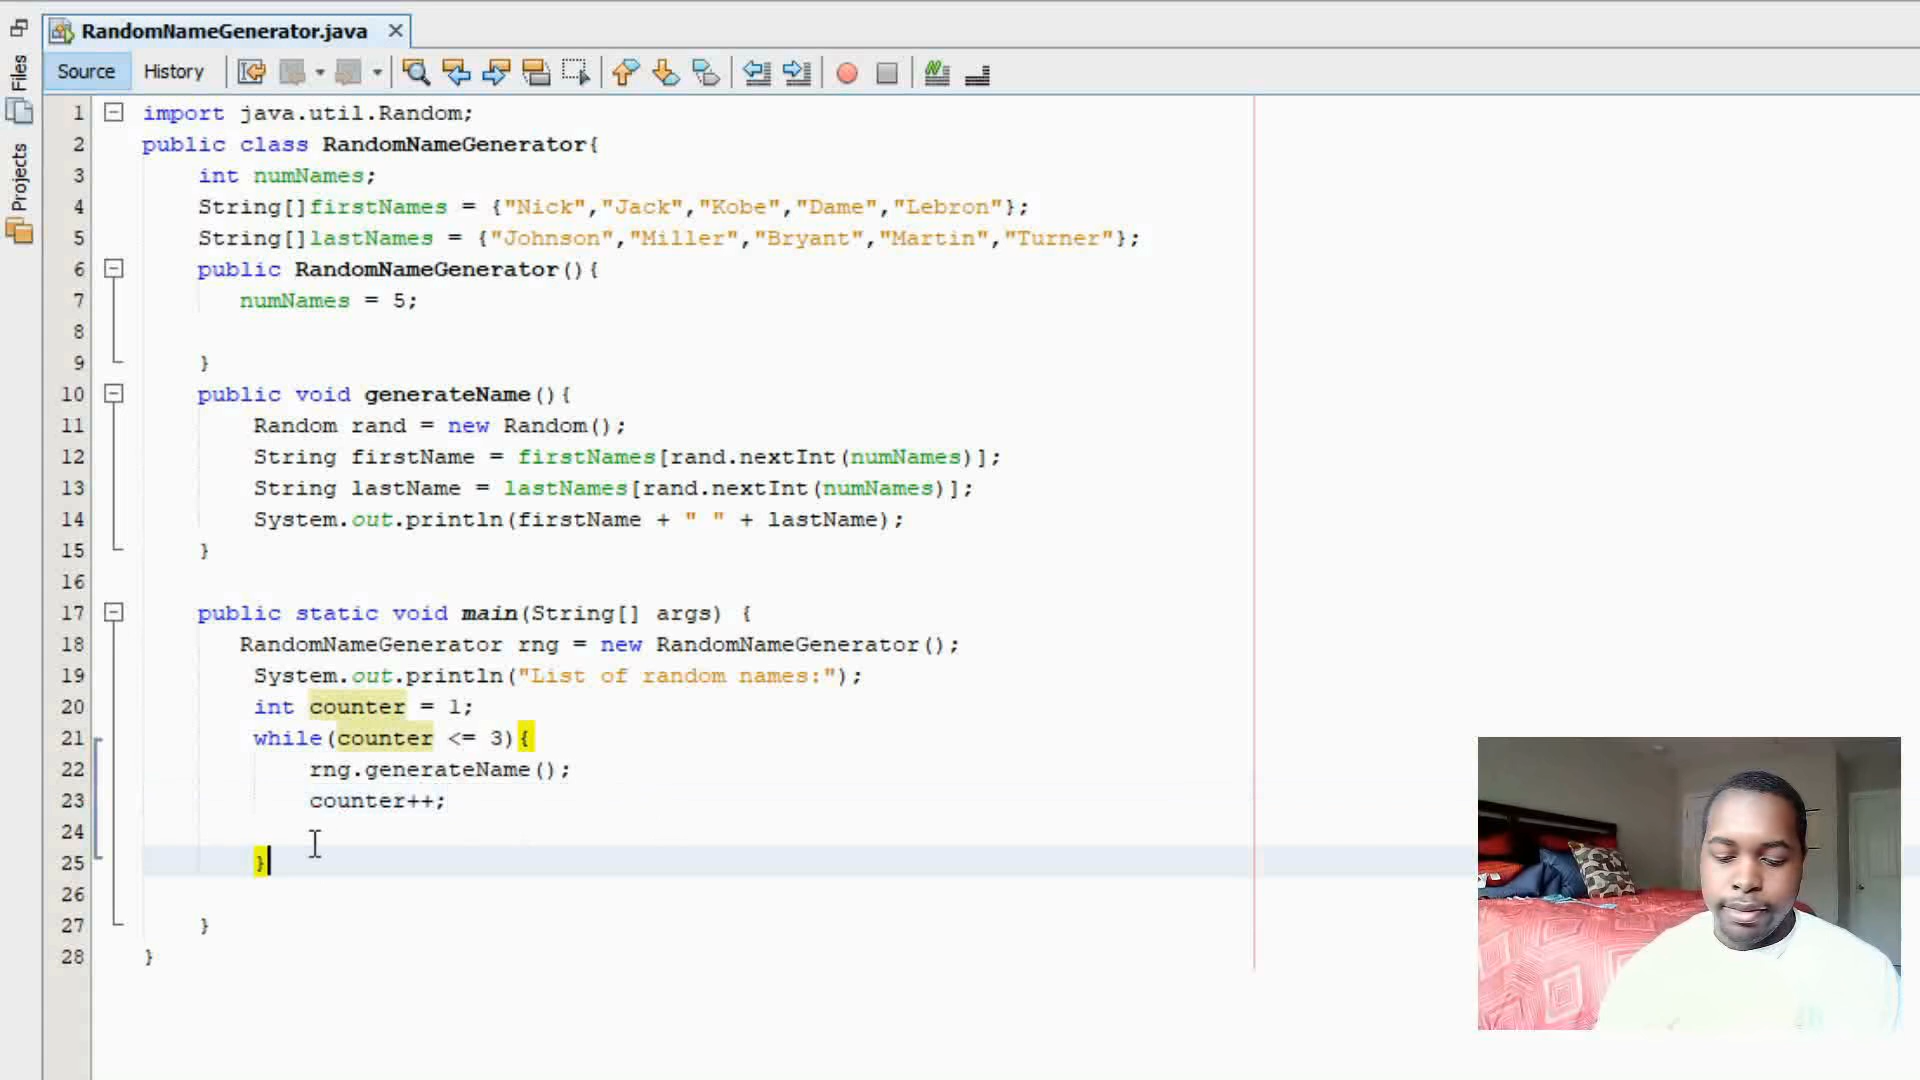 RandomNameGenerator.java
Files
Projects
Source History
1 import java.util.Random;
2 public class RandomNameGenerator{
3 int numNames;
4 String[]firstNames = {"Nick","Jack","Kobe","Dame","Lebron"};
5 String[]lastNames = {"Johnson","Miller","Bryant","Martin","Turner"};
6 public RandomNameGenerator(){
7 numNames = 5;
8
9 }
10 public void generateName(){
11 Random rand = new Random();
12 String firstName = firstNames[rand.nextInt(numNames)];
13 String lastName = lastNames[rand.nextInt(numNames)];
14 System.out.println(firstName + " " + lastName);
15 }
16
17 public static void main(String[] args) {
18 RandomNameGenerator rng = new RandomNameGenerator();
19 System.out.println("List of random names:");
20 int counter = 1;
21 while(counter <= 3){
22 rng.generateName();
23 counter++;
24
25 }
26
27 }
28 }